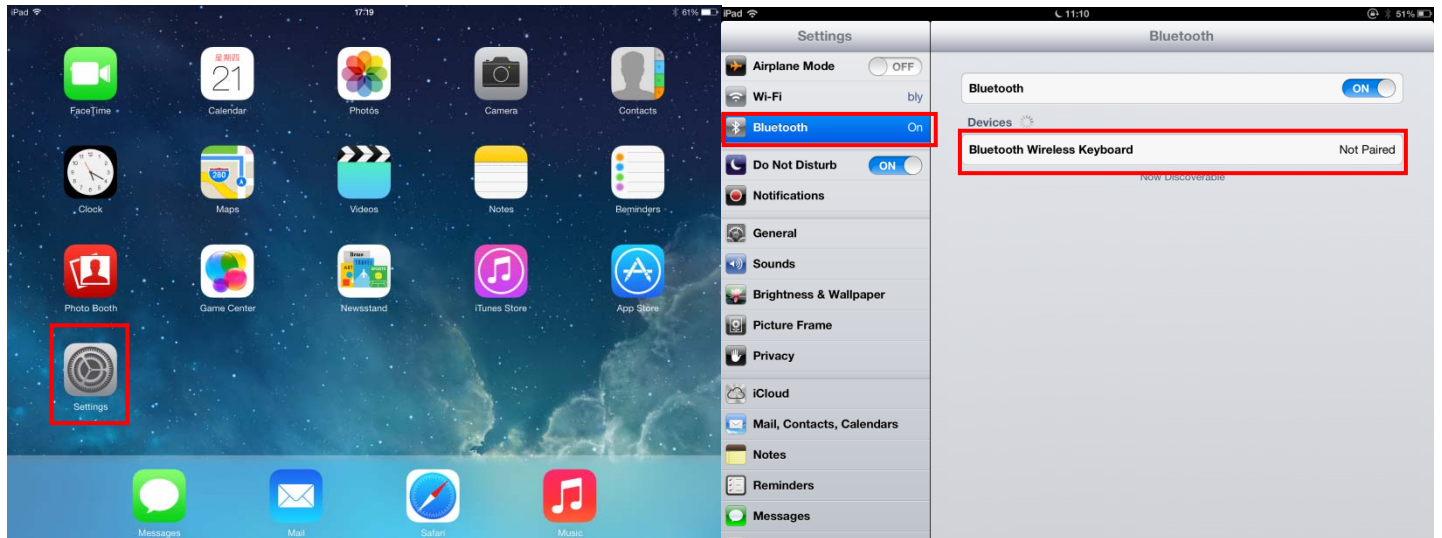 iPad 17:19 61%
星期四
21
FaceTime Calendar Photos Camera Contacts
280
Clock Maps Videos Notes Reminders
Photo Booth Game Center Newsstand iTunes Store App Store
Settings
Messages Mail Safari Music
iPad 11:10 51%
Settings
Airplane Mode OFF
Wi-Fi bly
Bluetooth On
Do Not Disturb ON
Notifications
General
Sounds
Brightness & Wallpaper
Picture Frame
Privacy
iCloud
Mail, Contacts, Calendars
Notes
Reminders
Messages
Bluetooth
Bluetooth ON
Devices
Bluetooth Wireless Keyboard Not Paired
Now Discoverable